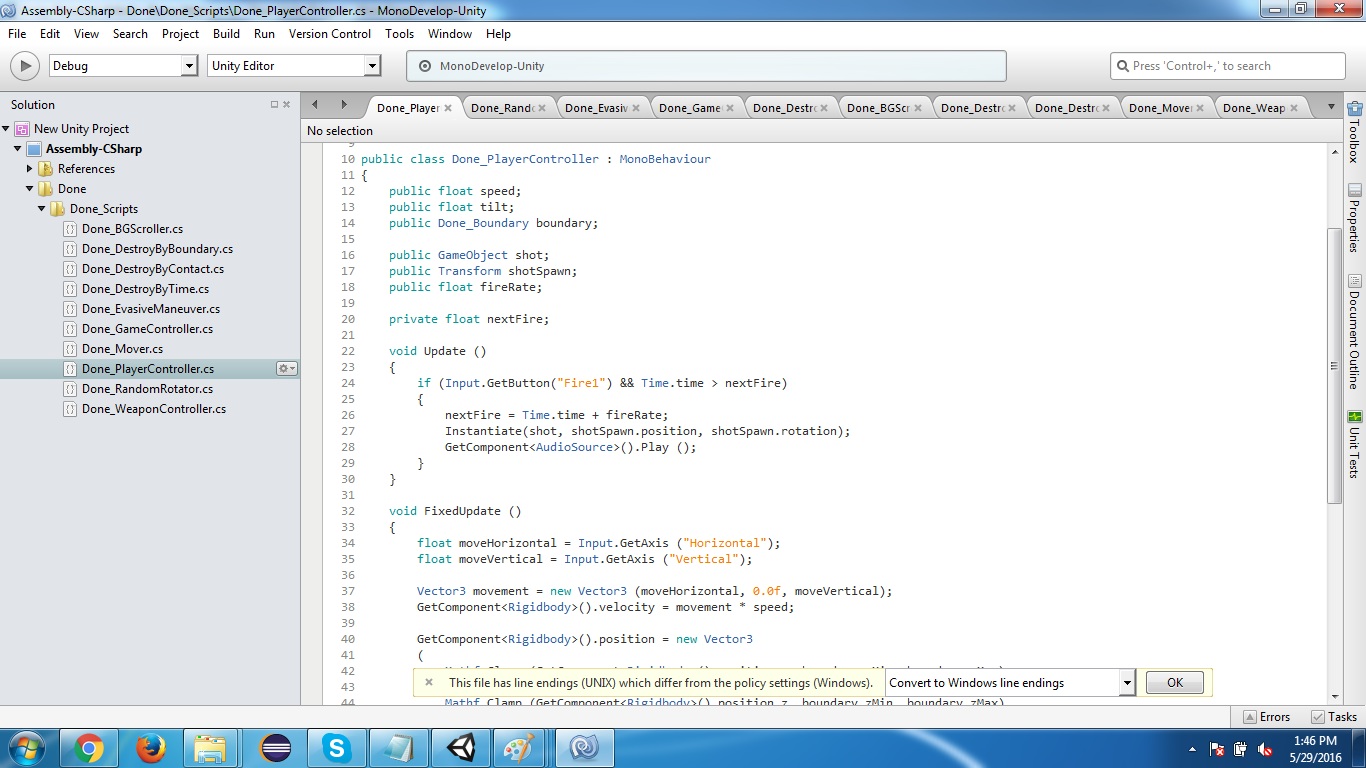 Assembly-CSharp - Done\Done_Scripts\Done_PlayerController.cs - MonoDevelop-Unity
File Edit View Search Project Build Run Version Control Tools Window Help
Debug Unity Editor MonoDevelop-Unity Press 'Control+,' to search
Solution
New Unity Project
Assembly-CSharp
References
Done
Done_Scripts
Done_BGScroller.cs
Done_DestroyByBoundary.cs
Done_DestroyByContact.cs
Done_DestroyByTime.cs
Done_EvasiveManeuver.cs
Done_GameController.cs
Done_Mover.cs
Done_PlayerController.cs
Done_RandomRotator.cs
Done_WeaponController.cs
Done_Player Done_Rand Done_Evasiv Done_Game Done_Destr Done_BGScr Done_Destr Done_Destr Done_Mover Done_Weap
No selection
9
10 public class Done_PlayerController : MonoBehaviour
11 {
12 public float speed;
13 public float tilt;
14 public Done_Boundary boundary;
15
16 public GameObject shot;
17 public Transform shotSpawn;
18 public float fireRate;
19
20 private float nextFire;
21
22 void Update ()
23 {
24 if (Input.GetButton("Fire1") && Time.time > nextFire)
25 {
26 nextFire = Time.time + fireRate;
27 Instantiate(shot, shotSpawn.position, shotSpawn.rotation);
28 GetComponent<AudioSource>().Play ();
29 }
30 }
31
32 void FixedUpdate ()
33 {
34 float moveHorizontal = Input.GetAxis ("Horizontal");
35 float moveVertical = Input.GetAxis ("Vertical");
36
37 Vector3 movement = new Vector3 (moveHorizontal, 0.0f, moveVertical);
38 GetComponent<Rigidbody>().velocity = movement * speed;
39
40 GetComponent<Rigidbody>().position = new Vector3
41 (
42
43
44 Mathf.Clamp (GetComponent<Rigidbody>().position.z, boundary.zMin, boundary.zMax)
This file has line endings (UNIX) which differ from the policy settings (Windows). Convert to Windows line endings OK
Toolbox
Properties
Document Outline
Unit Tests
Errors Tasks
1:46 PM
5/29/2016